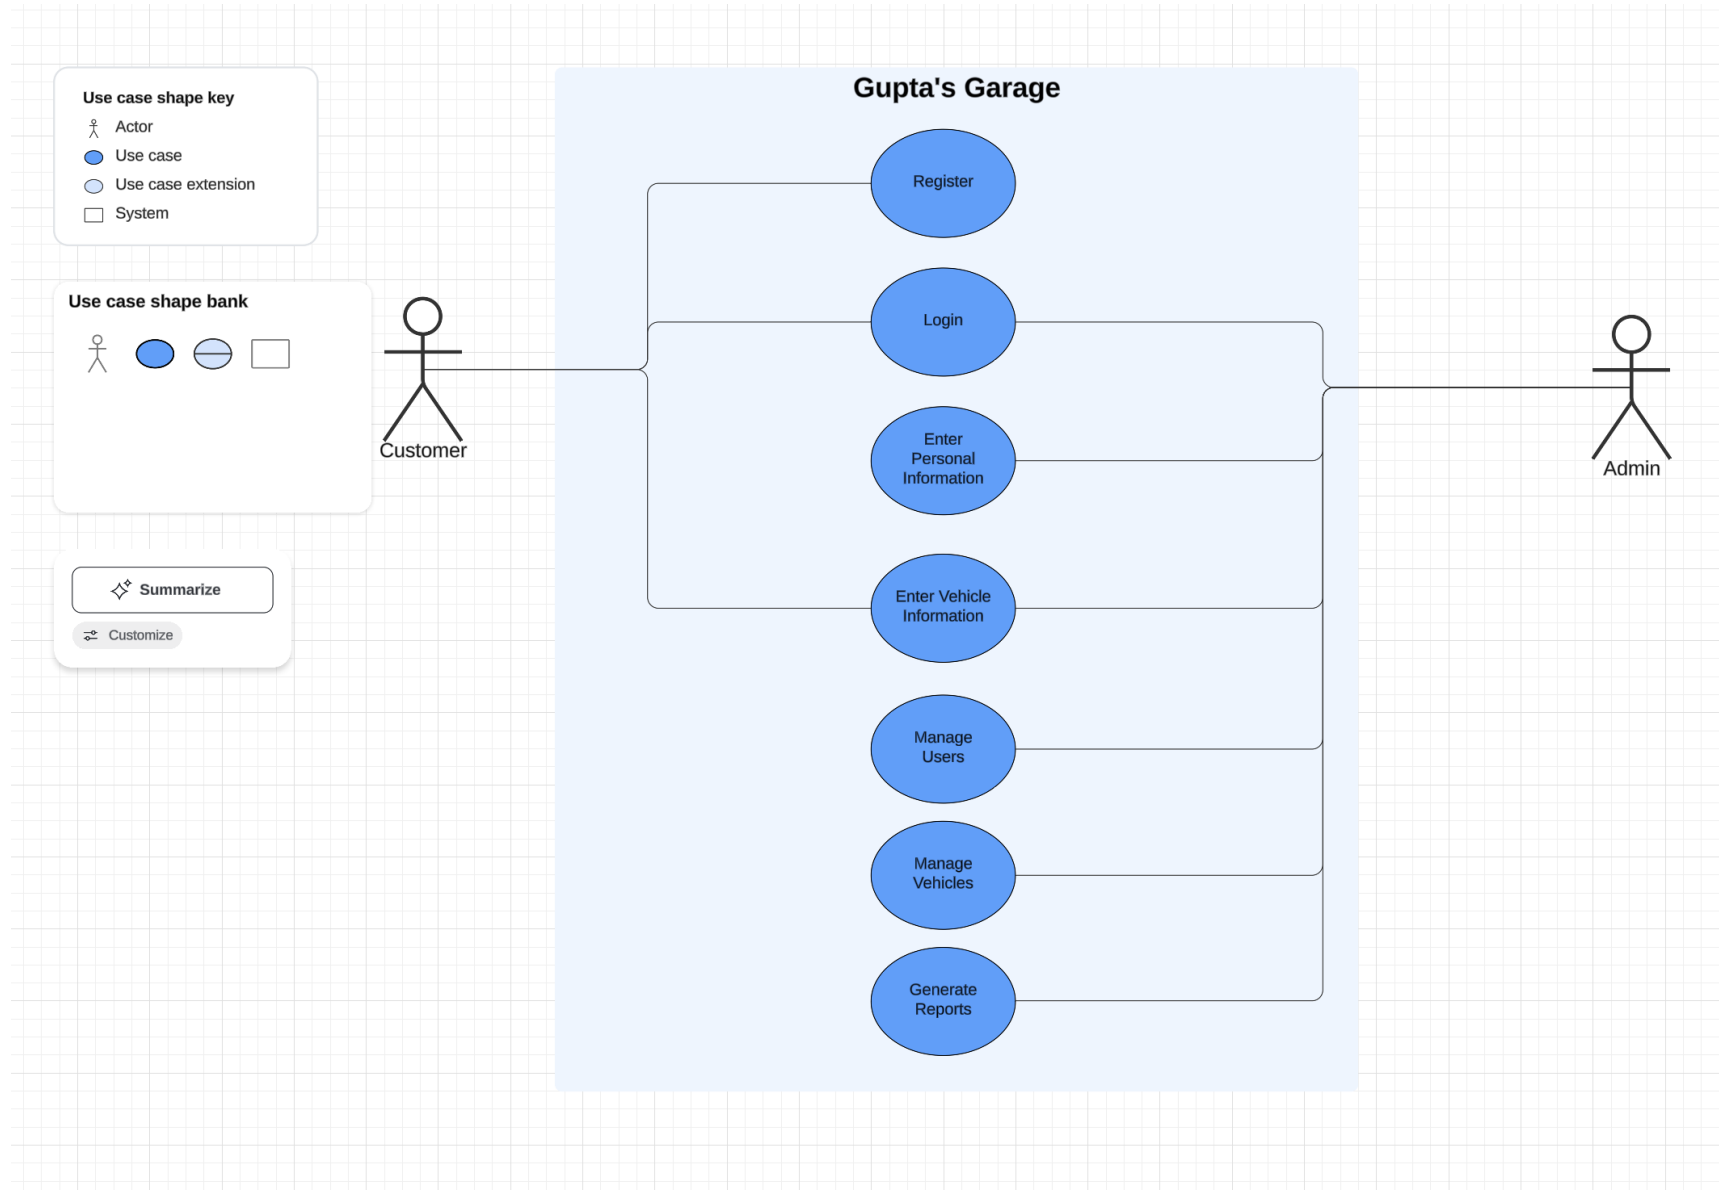 Gupta's Garage
Use case shape key
Actor
Use case
Use case extension
System
Use case shape bank
Customer
Summarize
Customize
Register
Login
Enter
Personal
Information
Enter Vehicle
Information
Manage
Users
Manage
Vehicles
Generate
Reports
Admin